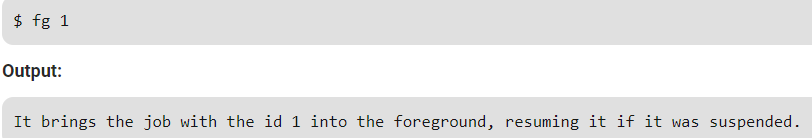 $ fg 1
Output:
It brings the job with the id 1 into the foreground, resuming it if it was suspended.